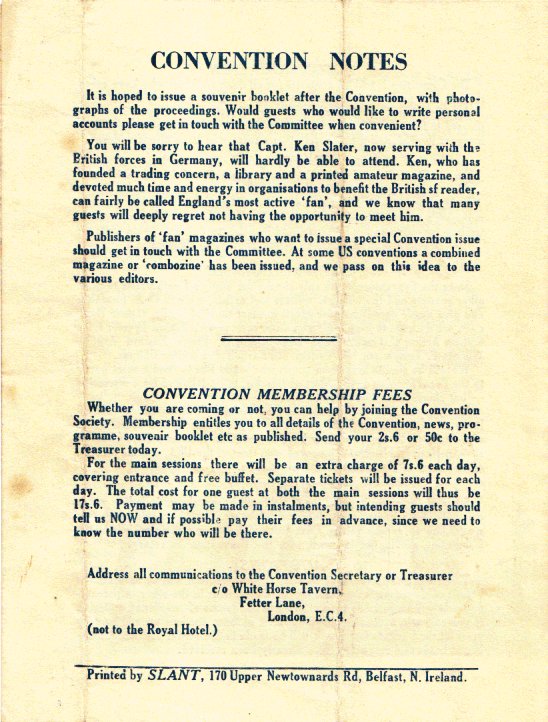 CONVENTION NOTES
It is hoped to issue a souvenir booklet after the Convention, with photo-
graphs of the proceedings. Would guests who would like to write personal
accounts please get in touch with the Committee when convenient?
You will be sorry to hear that Capt. Ken Slater, now serving with the
British forces in Germany, will hardly be able to attend. Ken, who has
founded a trading concern, a library and a printed amateur magazine, and
devoted much time and energy in organisations to benefit the British sf reader,
can fairly be called England's most active 'fan', and we know that many
guests will deeply regret not having the opportunity to meet him.
Publishers of 'fan' magazines who want to issue a special Convention issue
should get in touch with the Committee. At some US conventions a combined
magazine or 'combozine' has been issued, and we pass on this idea to the
various editors.
CONVENTION MEMBERSHIP FEES
Whether you are coming or not, you can help by joining the Convention
Society. Membership entitles you to all details of the Convention, news, pro-
gramme, souvenir booklet etc as published. Send your 2s.6 or 50c to the
Treasurer today.
For the main sessions there will be an extra charge of 7s.6 each day,
covering entrance and free buffet. Separate tickets will be issued for each
day. The total cost for one guest at both the main sessions will thus be
17s.6. Payment may be made in instalments, but intending guests should
tell us NOW and if possible pay their fees in advance, since we need to
know the number who will be there.
Address all communications to the Convention Secretary or Treasurer
c/o White Horse Tavern,
Fetter Lane,
London, E.C.4.
(not to the Royal Hotel.)
Printed by SLANT, 170 Upper Newtownards Rd, Belfast, N. Ireland.